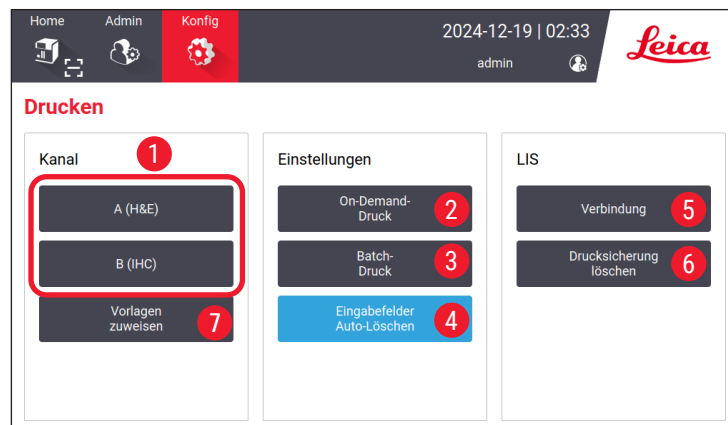 Home Admin Konfig
2024-12-19 | 02:33
admin
Leica
Drucken
Kanal 1
A (H&E)
B (IHC)
Vorlagen
zuweisen
7
Einstellungen
On-Demand-
Druck
2
Batch-
Druck
3
Eingabefelder
Auto-Löschen
4
LIS
Verbindung 5
Drucksicherung
löschen
6